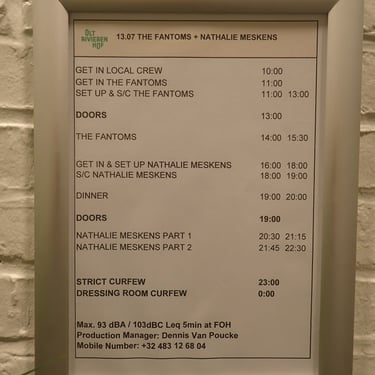 OLT
RIVIEREN
HOF
13.07 THE FANTOMS + NATHALIE MESKENS
GET IN LOCAL CREW 10:00
GET IN THE FANTOMS 11:00
SET UP & S/C THE FANTOMS 11:00 13:00
DOORS 13:00
THE FANTOMS 14:00 15:30
GET IN & SET UP NATHALIE MESKENS 16:00 18:00
S/C NATHALIE MESKENS 18:00 19:00
DINNER 19:00 20:00
DOORS 19:00
NATHALIE MESKENS PART 1 20:30 21:15
NATHALIE MESKENS PART 2 21:45 22:30
STRICT CURFEW 23:00
DRESSING ROOM CURFEW 0:00
Max. 93 dBA / 103dBC Leq 5min at FOH
Production Manager: Dennis Van Poucke
Mobile Number: +32 483 12 68 04